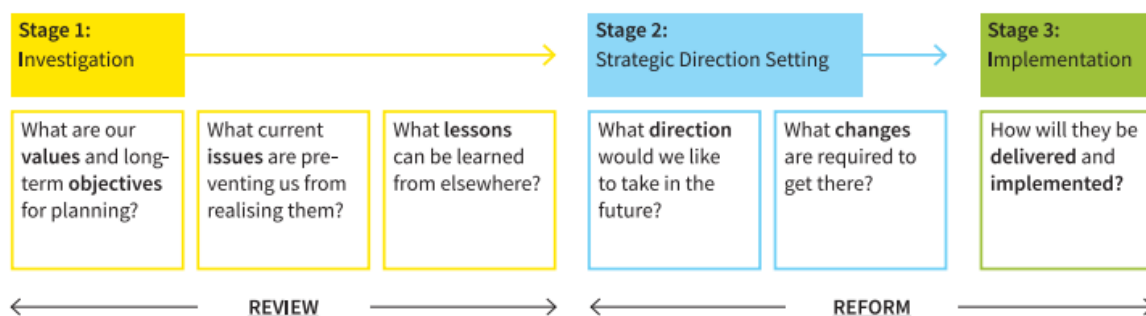 Stage 1:
Investigation
Stage 2:
Strategic Direction Setting
Stage 3:
Implementation
What are our
values and long-
term objectives
for planning?
What current
issues are pre-
venting us from
realising them?
What lessons
can be learned
from elsewhere?
What direction
would we like
to take in the
future?
What changes
are required to
get there?
How will they be
delivered and
implemented?
REVIEW
REFORM